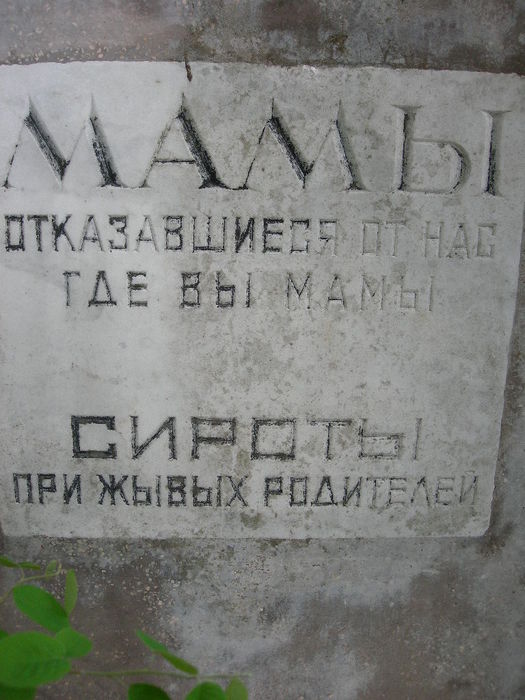 МАМЫ
ОТКАЗАВШИЕСЯ ОТ НАС
ГДЕ ВЫ МАМЫ
СИРОТЫ
ПРИ ЖЫВЫХ РОДИТЕЛЕЙ